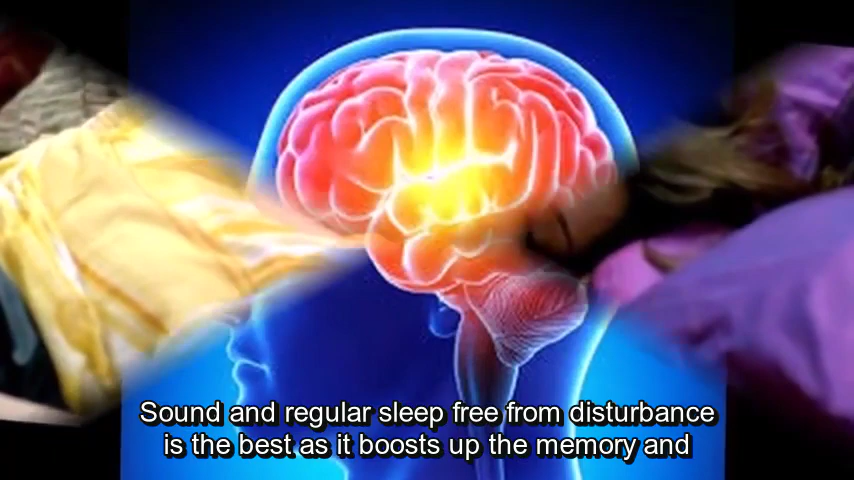 Sound and regular sleep free from disturbance
is the best as it boosts up the memory and